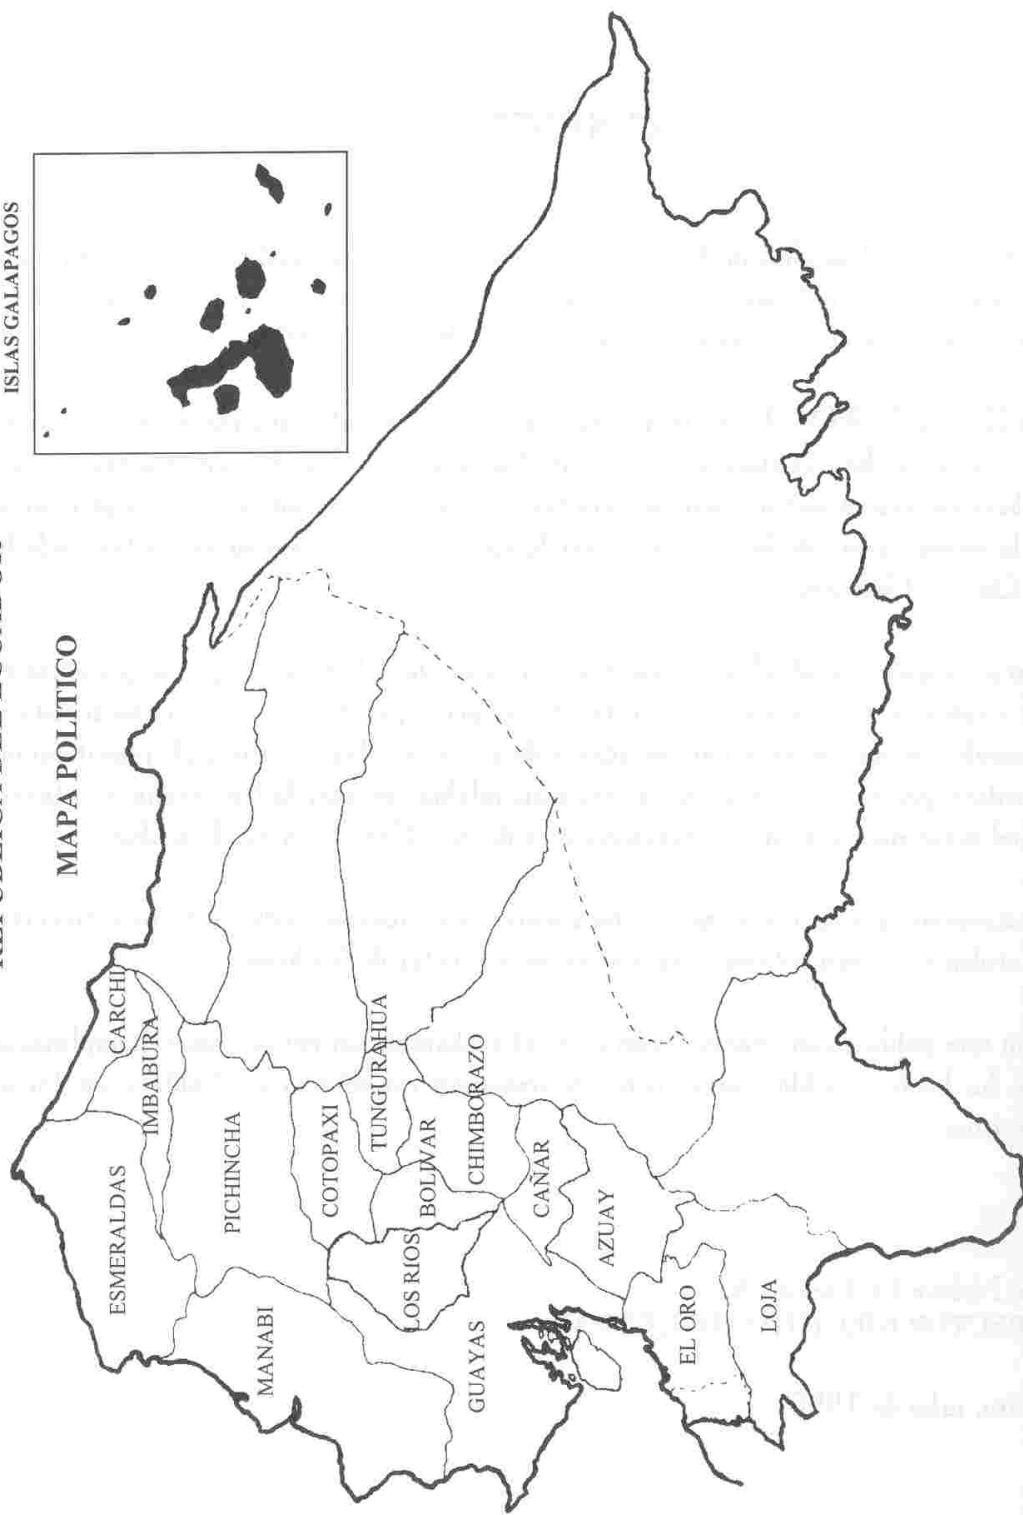 MAPA POLITICO
ISLAS GALAPAGOS
ESMERALDAS
CARCHI
IMBABURA
PICHINCHA
MANABI
COTOPAXI
TUNGURAHUA
LOS RIOS
BOLIVAR
CHIMBORAZO
GUAYAS
CAÑAR
AZUAY
EL ORO
LOJA